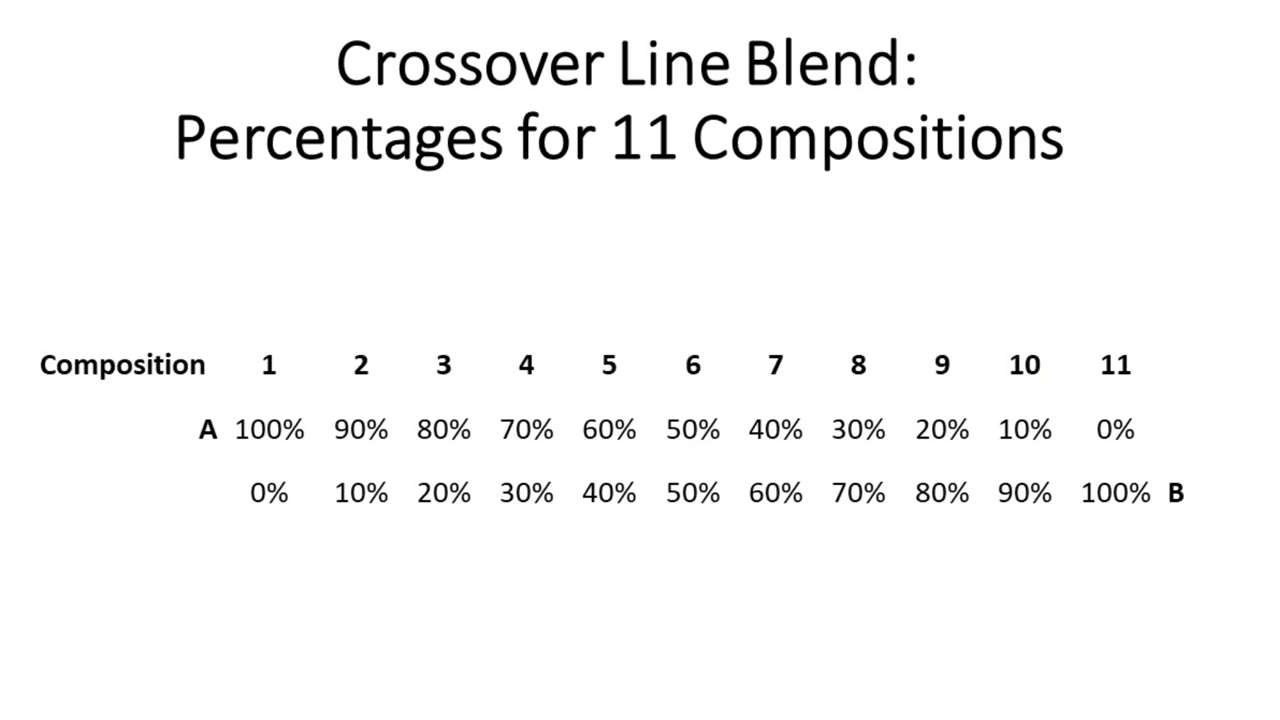 Crossover Line Blend:
Percentages for 11 Compositions
Composition 1 2 3 4 5 6 7 8 9 10 11
A 100% 90% 80% 70% 60% 50% 40% 30% 20% 10% 0%
0% 10% 20% 30% 40% 50% 60% 70% 80% 90% 100% B